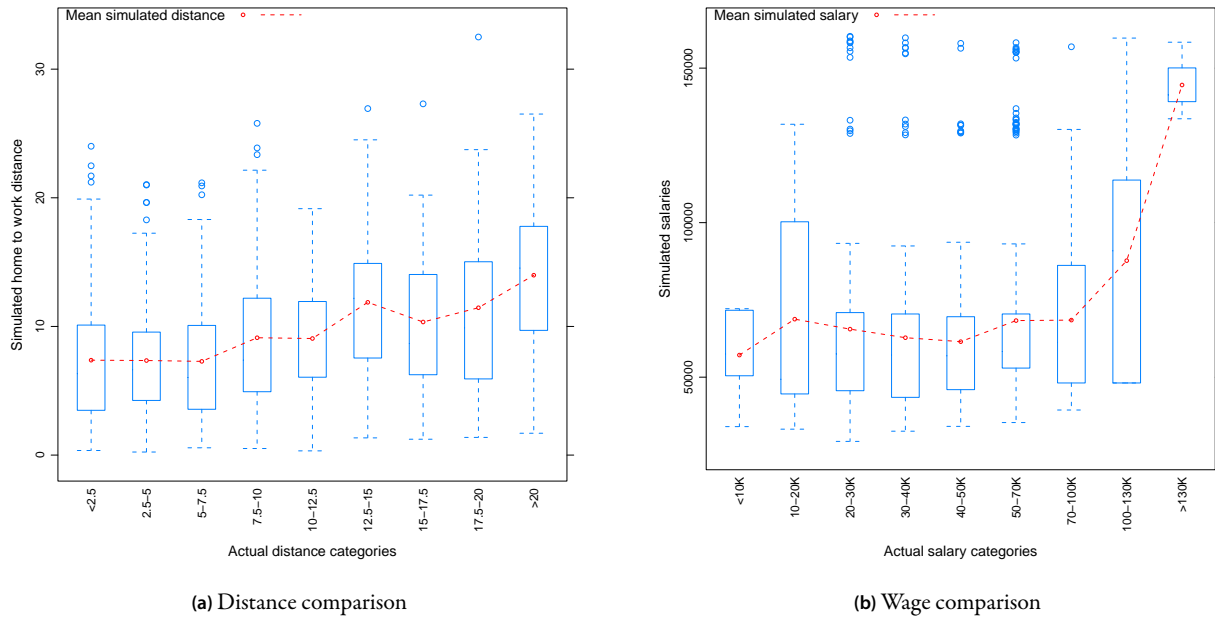 Mean simulated distance
30
20
10
0
Simulated home to work distance
<2.5
2.5–5
5–7.5
7.5–10
10–12.5
12.5–15
15–17.5
17.5–20
>20
Actual distance categories
(a) Distance comparison
Mean simulated salary
150000
100000
50000
Simulated salaries
<10K
10–20K
20–30K
30–40K
40–50K
50–70K
70–100K
100–130K
>130K
Actual salary categories
(b) Wage comparison